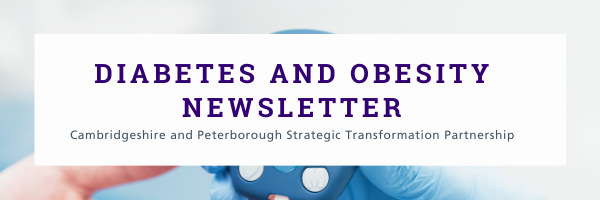 DIABETES AND OBESITY
NEWSLETTER
Cambridgeshire and Peterborough Strategic Transformation Partnership